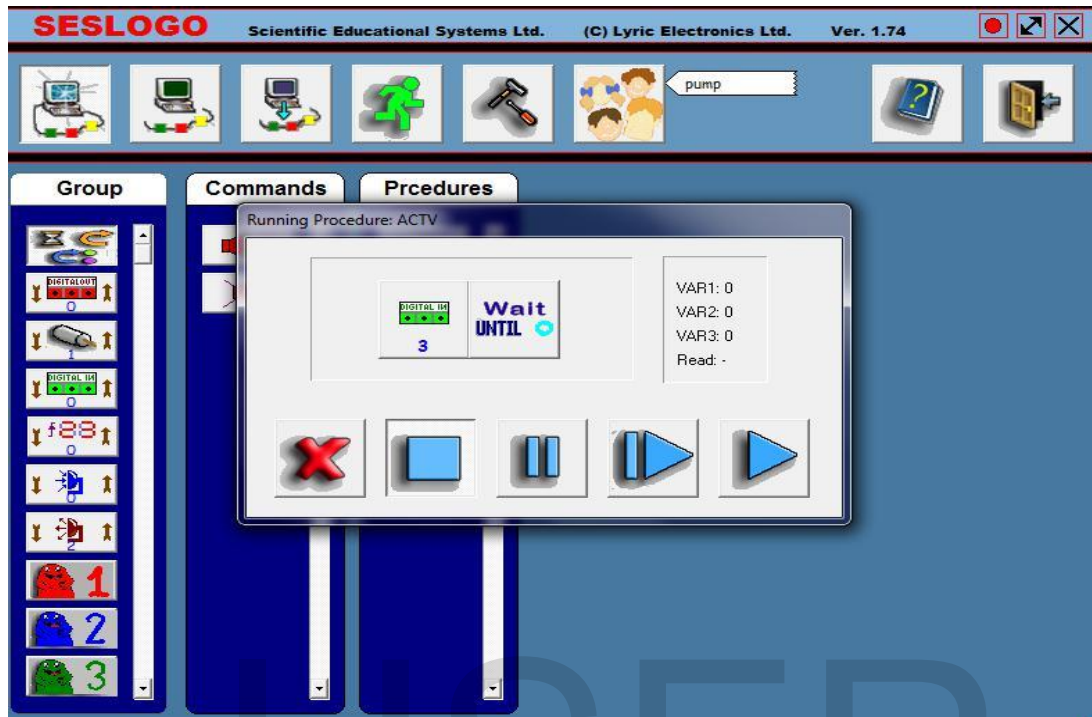 SESLOGO Scientific Educational Systems Ltd. (C) Lyric Electronics Ltd. Ver. 1.74
pump
?
Group Commands Prcedures
Running Procedure: ACTV
DIGITAL OUT
0
1
DIGITAL IN
0
f 88
0
0
2
1
2
3
DIGITAL IN
3
Wait
UNTIL
VAR1: 0
VAR2: 0
VAR3: 0
Read: -
USER